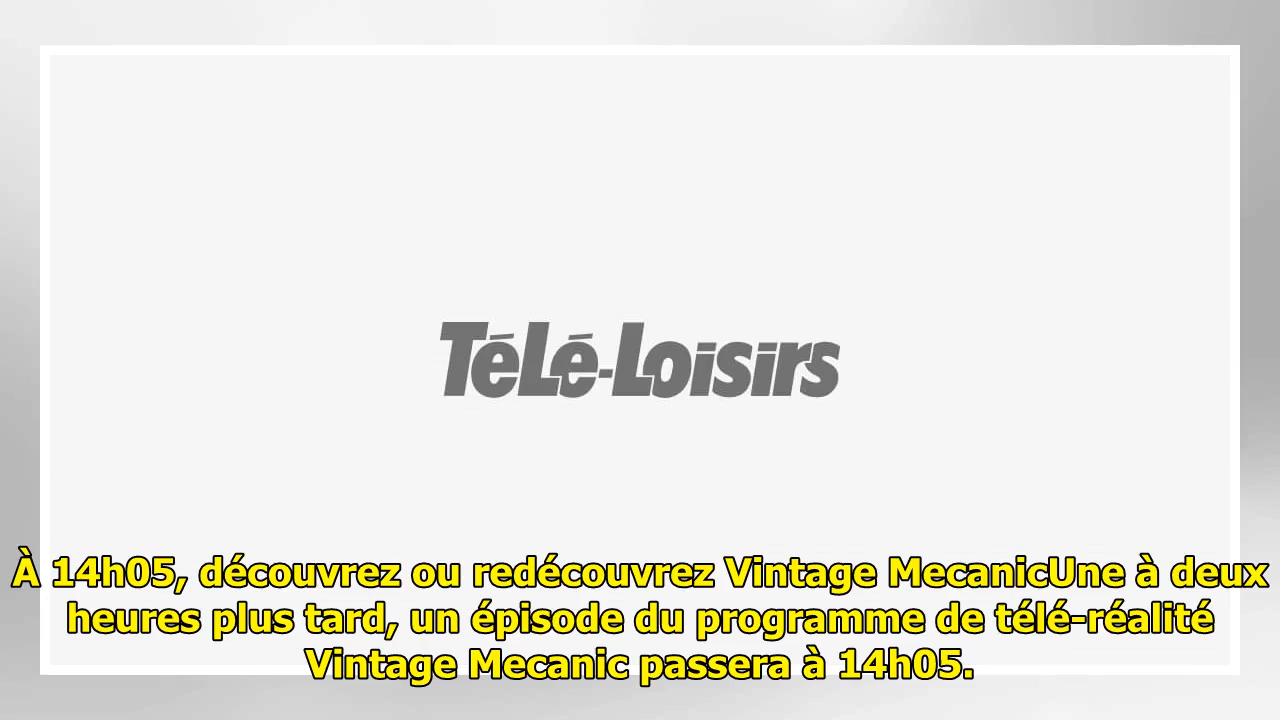 TéLé-Loisirs
À 14h05, découvrez ou redécouvrez Vintage MecanicUne à deux
heures plus tard, un épisode du programme de télé-réalité
Vintage Mecanic passera à 14h05.